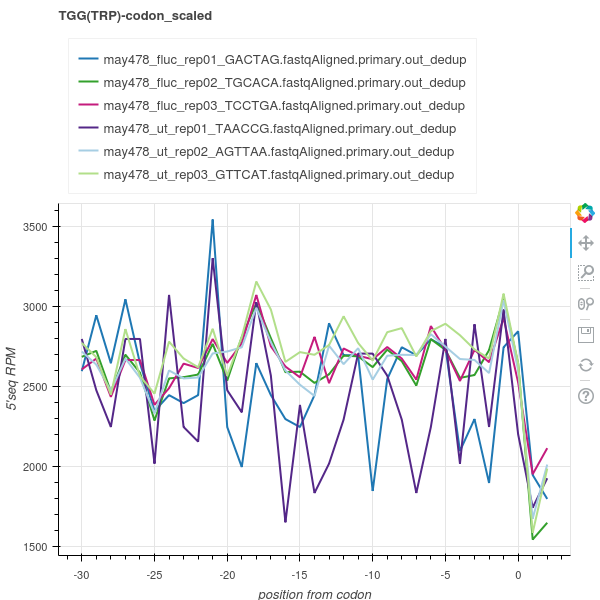 TGG(TRP)-codon_scaled
may478_fluc_rep01_GACTAG.fastqAligned.primary.out_dedup
may478_fluc_rep02_TGCACA.fastqAligned.primary.out_dedup
may478_fluc_rep03_TCCTGA.fastqAligned.primary.out_dedup
may478_ut_rep01_TAACCG.fastqAligned.primary.out_dedup
may478_ut_rep02_AGTTAA.fastqAligned.primary.out_dedup
may478_ut_rep03_GTTCAT.fastqAligned.primary.out_dedup
3500
3000
2500
2000
1500
5'seq RPM
-30 -25 -20 -15 -10 -5 0
position from codon